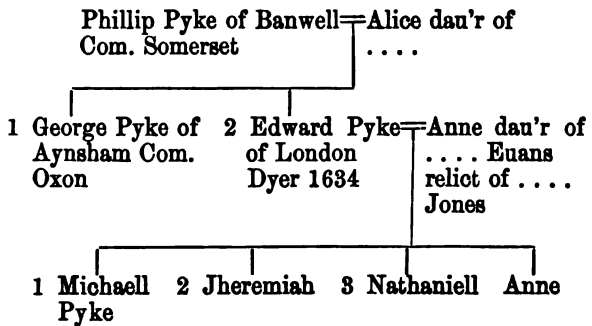 Phillip Pyke of Banwell=Alice dau'r of
Com. Somerset ....
1 George Pyke of 2 Edward Pyke=Anne dau'r of
Aynsham Com. of London .... Euans
Oxon Dyer 1634 relict of ....
Jones
1 Michaell 2 Jheremiah 3 Nathaniell Anne
Pyke